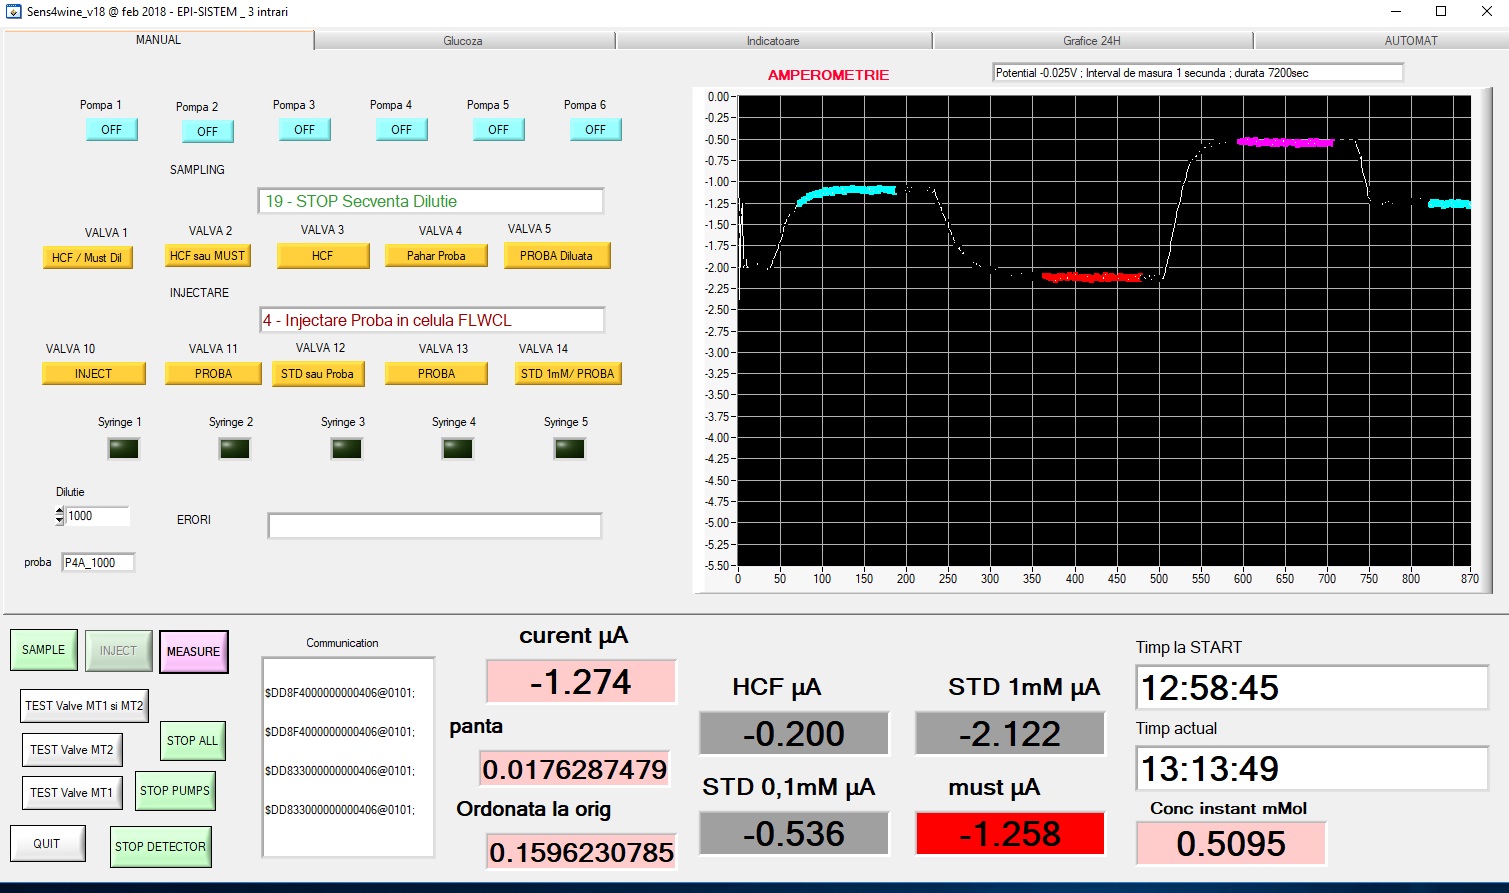 Sens4wine_v18 @ feb 2018 - EPI-SISTEM _ 3 intrari
MANUAL
Glucoza
Indicatoare
Grafice 24H
AUTOMAT
Pompa 1
Pompa 2
Pompa 3
Pompa 4
Pompa 5
Pompa 6
OFF
OFF
OFF
OFF
OFF
OFF
SAMPLING
19 - STOP Secventa Dilutie
VALVA 1
VALVA 2
VALVA 3
VALVA 4
VALVA 5
HCF / Must Dil
HCF sau MUST
HCF
Pahar Proba
PROBA Diluata
INJECTARE
4 - Injectare Proba in celula FLWCL
VALVA 10
VALVA 11
VALVA 12
VALVA 13
VALVA 14
INJECT
PROBA
STD sau Proba
PROBA
STD 1mM/ PROBA
Syringe 1
Syringe 2
Syringe 3
Syringe 4
Syringe 5
Dilutie
1000
ERORI
proba
P4A_1000
AMPEROMETRIE
Potential -0.025V ; Interval de masura 1 secunda ; durata 7200sec
0.00
-0.25
-0.50
-0.75
-1.00
-1.25
-1.50
-1.75
-2.00
-2.25
-2.50
-2.75
-3.00
-3.25
-3.50
-3.75
-4.00
-4.25
-4.50
-4.75
-5.00
-5.25
-5.50
0 50 100 150 200 250 300 350 400 450 500 550 600 650 700 750 800 870
SAMPLE
INJECT
MEASURE
TEST Valve MT1 si MT2
TEST Valve MT2
STOP ALL
TEST Valve MT1
STOP PUMPS
QUIT
STOP DETECTOR
Communication
$DD8F4000000000406@0101;
$DD8F4000000000406@0101;
$DD833000000000406@0101;
$DD833000000000406@0101;
curent µA
-1.274
panta
0.0176287479
Ordonata la orig
0.1596230785
HCF µA
-0.200
STD 1mM µA
-2.122
STD 0,1mM µA
-0.536
must µA
-1.258
Timp la START
12:58:45
Timp actual
13:13:49
Conc instant mMol
0.5095